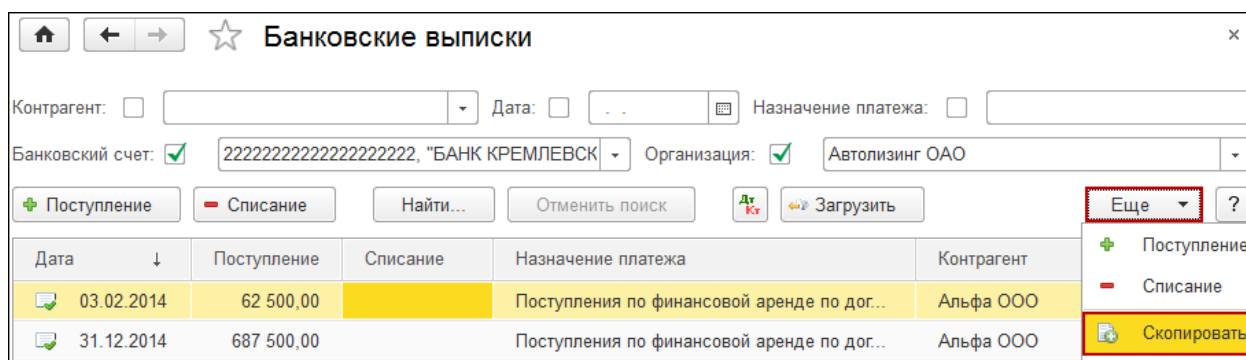 Банковские выписки
Контрагент: Дата: . . Назначение платежа:
Банковский счет: 22222222222222222222, "БАНК КРЕМЛЕВСК Организация: Автолизинг ОАО
Поступление Списание Найти... Отменить поиск Дт Кт Загрузить Еще ?
Дата ↓ Поступление Списание Назначение платежа Контрагент Поступление
Списание
03.02.2014 62 500,00 Поступления по финансовой аренде по дог... Альфа ООО
31.12.2014 687 500,00 Поступления по финансовой аренде по дог... Альфа ООО Скопировать